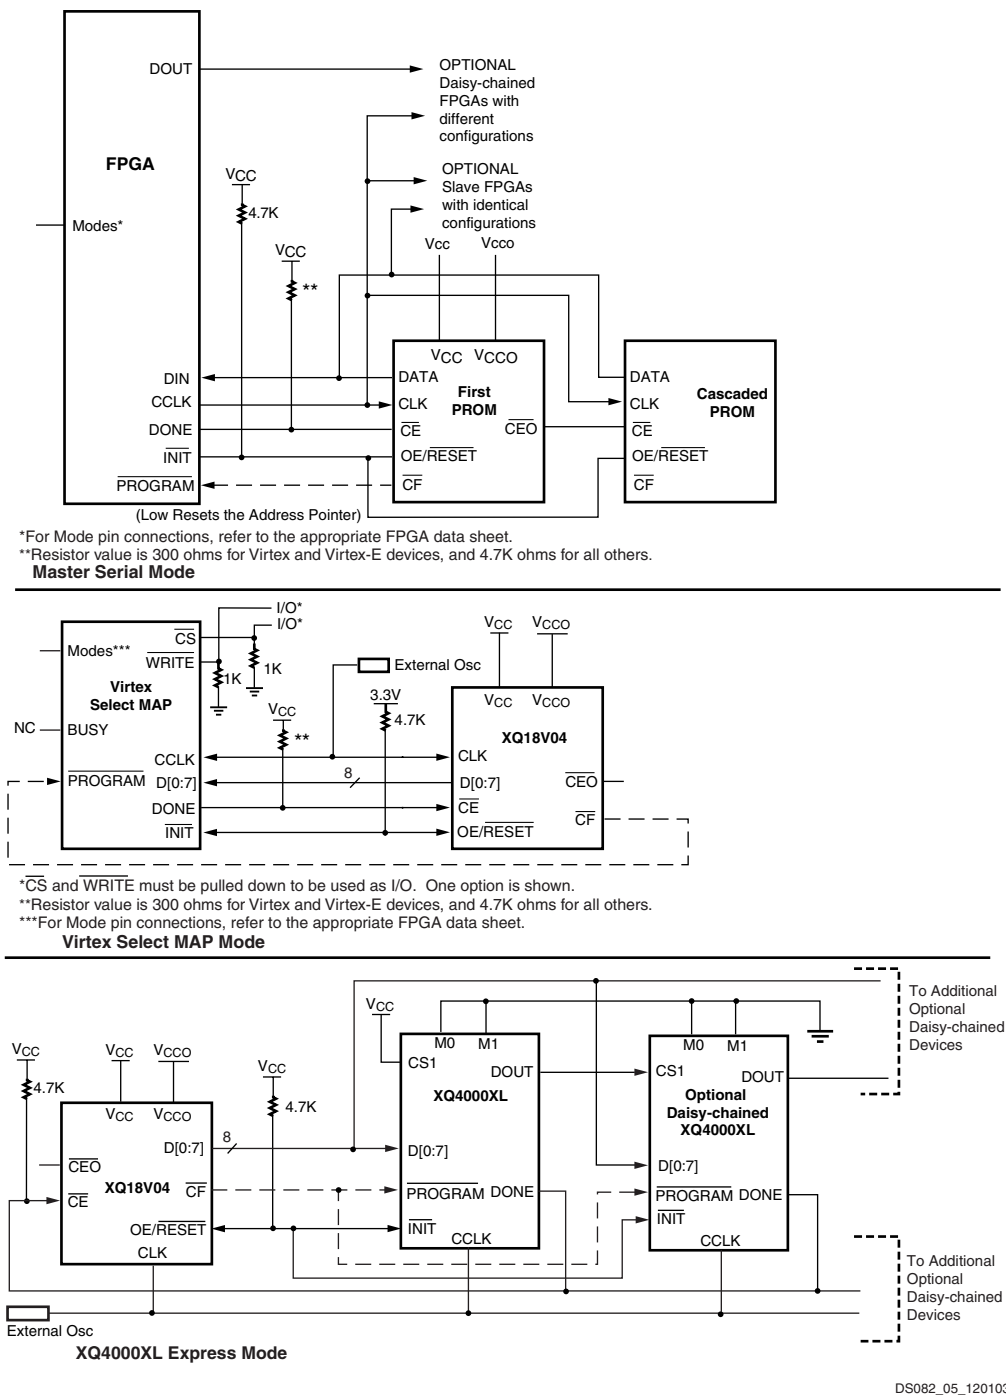 DOUT
OPTIONAL
Daisy-chained
FPGAs with
different
configurations
FPGA
OPTIONAL
Slave FPGAs
with identical
configurations
VCC
4.7K
Modes*
VCC
**
Vcc
Vcco
VCC VCCO
DIN
DATA
First
PROM
DATA
Cascaded
PROM
CCLK
CLK
CLK
DONE
CE
CEO
CE
INIT
OE/RESET
OE/RESET
PROGRAM
CF
CF
(Low Resets the Address Pointer)
*For Mode pin connections, refer to the appropriate FPGA data sheet.
**Resistor value is 300 ohms for Virtex and Virtex-E devices, and 4.7K ohms for all others.
Master Serial Mode
I/O*
I/O*
CS
Modes***
WRITE
1K
1K
Virtex
Select MAP
External Osc
VCC VCCO
3.3V
4.7K
VCC
**
VCC VCCO
NC
BUSY
XQ18V04
CCLK
CLK
PROGRAM
D[0:7]
8
D[0:7]
CEO
DONE
CE
CF
INIT
OE/RESET
*CS and WRITE must be pulled down to be used as I/O. One option is shown.
**Resistor value is 300 ohms for Virtex and Virtex-E devices, and 4.7K ohms for all others.
***For Mode pin connections, refer to the appropriate FPGA data sheet.
Virtex Select MAP Mode
To Additional
Optional
Daisy-chained
Devices
VCC
M0 M1
M0 M1
VCC
VCC VCCO
VCC
CS1
DOUT
CS1
DOUT
4.7K
4.7K
XQ4000XL
Optional
Daisy-chained
XQ4000XL
VCC VCCO
D[0:7]
8
D[0:7]
D[0:7]
CEO
XQ18V04
CF
CE
PROGRAM DONE
PROGRAM DONE
OE/RESET
INIT
INIT
CLK
CCLK
CCLK
To Additional
Optional
Daisy-chained
Devices
External Osc
XQ4000XL Express Mode
DS082_05_120103